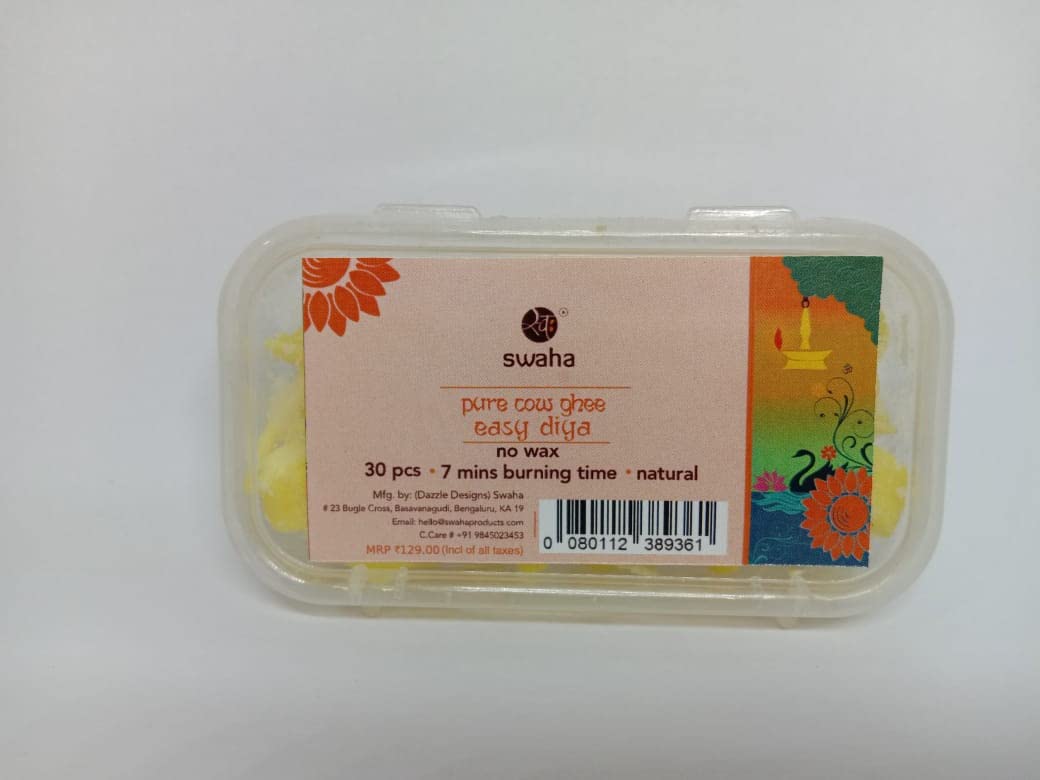 स्व
®
swaha
pure cow ghee
easy diya
no wax
30 pcs • 7 mins burning time • natural
Mfg. by: (Dazzle Designs) Swaha
# 23 Bugle Cross, Basavanagudi, Bengaluru, KA 19
Email: hello@swahaproducts.com
C.Care # +91 9845023453
MRP ₹129.00 (Incl of all taxes)
0 080112 389361
ॐ